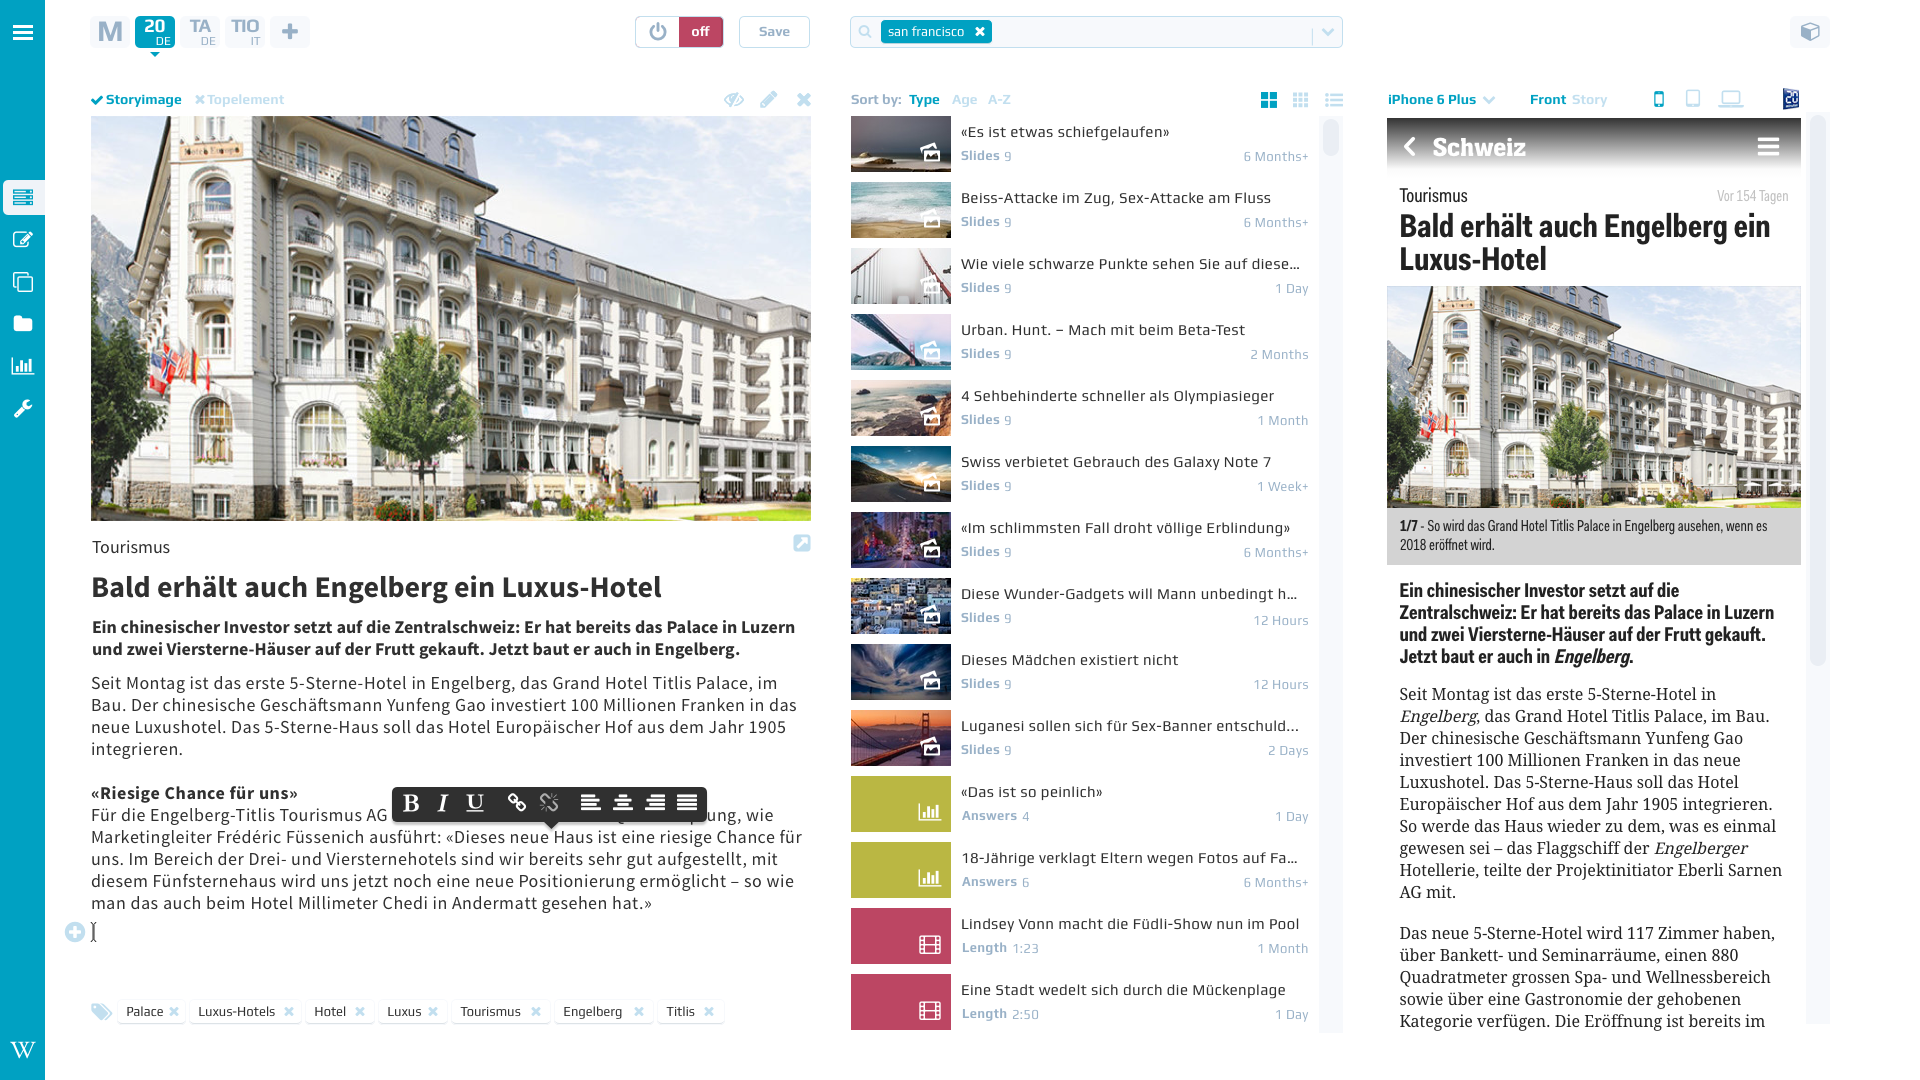 M
20
DE
TA
DE
TIO
IT
off
Save
san francisco
Storyimage
Topelement
Tourismus
Bald erhält auch Engelberg ein Luxus-Hotel
Ein chinesischer Investor setzt auf die Zentralschweiz: Er hat bereits das Palace in Luzern
und zwei Viersterne-Häuser auf der Frutt gekauft. Jetzt baut er auch in Engelberg.
Seit Montag ist das erste 5-Sterne-Hotel in Engelberg, das Grand Hotel Titlis Palace, im
Bau. Der chinesische Geschäftsmann Yunfeng Gao investiert 100 Millionen Franken in das
neue Luxushotel. Das 5-Sterne-Haus soll das Hotel Europäischer Hof aus dem Jahr 1905
integrieren.
«Riesige Chance für uns»
Für die Engelberg-Titlis Tourismus AG ung, wie
B I U
Marketingleiter Frédéric Füssenich ausführt: «Dieses neue Haus ist eine riesige Chance für
uns. Im Bereich der Drei- und Viersternehotels sind wir bereits sehr gut aufgestellt, mit
diesem Fünfsternehaus wird uns jetzt noch eine neue Positionierung ermöglicht – so wie
man das auch beim Hotel Millimeter Chedi in Andermatt gesehen hat.»
Palace
Luxus-Hotels
Hotel
Luxus
Tourismus
Engelberg
Titlis
W
Sort by: Type Age A-Z
«Es ist etwas schiefgelaufen»
Slides 9 6 Months+
Beiss-Attacke im Zug, Sex-Attacke am Fluss
Slides 9 6 Months+
Wie viele schwarze Punkte sehen Sie auf diese...
Slides 9 1 Day
Urban. Hunt. – Mach mit beim Beta-Test
Slides 9 2 Months
4 Sehbehinderte schneller als Olympiasieger
Slides 9 1 Month
Swiss verbietet Gebrauch des Galaxy Note 7
Slides 9 1 Week+
«Im schlimmsten Fall droht völlige Erblindung»
Slides 9 6 Months+
Diese Wunder-Gadgets will Mann unbedingt h...
Slides 9 12 Hours
Dieses Mädchen existiert nicht
Slides 9 12 Hours
Luganesi sollen sich für Sex-Banner entschuld...
Slides 9 2 Days
«Das ist so peinlich»
Answers 4 1 Day
18-Jährige verklagt Eltern wegen Fotos auf Fa...
Answers 6 6 Months+
Lindsey Vonn macht die Füdli-Show nun im Pool
Length 1:23 1 Month
Eine Stadt wedelt sich durch die Mückenplage
Length 2:50 1 Day
iPhone 6 Plus
Front Story
20
Schweiz
Tourismus
Vor 154 Tagen
Bald erhält auch Engelberg ein
Luxus-Hotel
1/7 - So wird das Grand Hotel Titlis Palace in Engelberg ausehen, wenn es
2018 eröffnet wird.
Ein chinesischer Investor setzt auf die
Zentralschweiz: Er hat bereits das Palace in Luzern
und zwei Viersterne-Häuser auf der Frutt gekauft.
Jetzt baut er auch in Engelberg.
Seit Montag ist das erste 5-Sterne-Hotel in
Engelberg, das Grand Hotel Titlis Palace, im Bau.
Der chinesische Geschäftsmann Yunfeng Gao
investiert 100 Millionen Franken in das neue
Luxushotel. Das 5-Sterne-Haus soll das Hotel
Europäischer Hof aus dem Jahr 1905 integrieren.
So werde das Haus wieder zu dem, was es einmal
gewesen sei – das Flaggschiff der Engelberger
Hotellerie, teilte der Projektinitiator Eberli Sarnen
AG mit.
Das neue 5-Sterne-Hotel wird 117 Zimmer haben,
über Bankett- und Seminarräume, einen 880
Quadratmeter grossen Spa- und Wellnessbereich
sowie über eine Gastronomie der gehobenen
Kategorie verfügen. Die Eröffnung ist bereits im